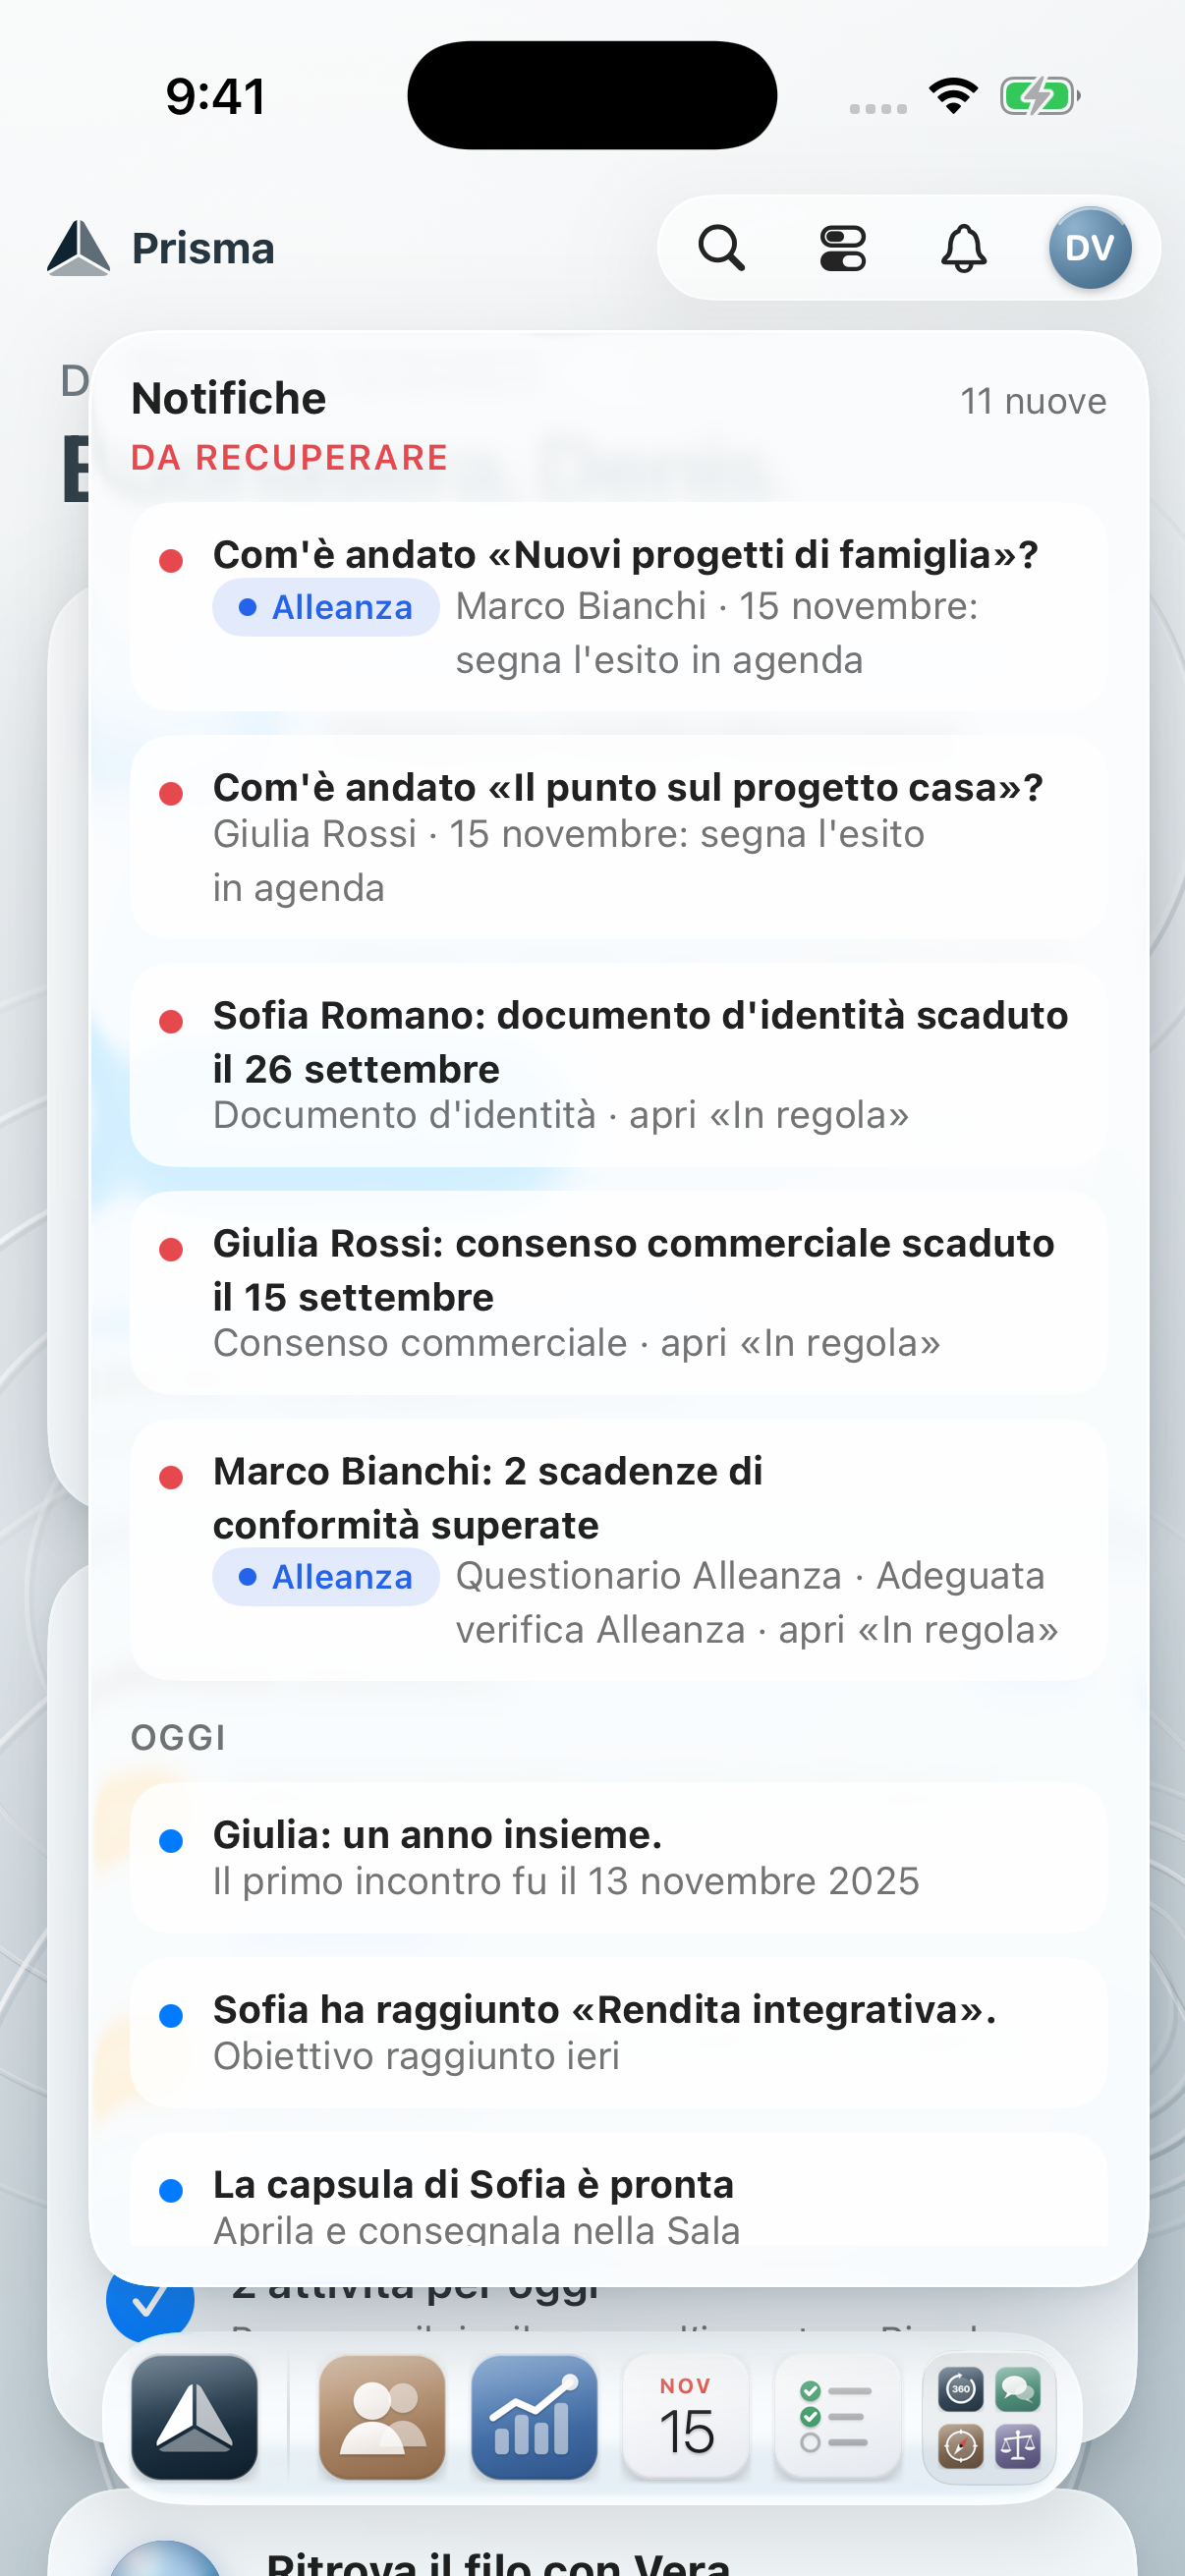 9:41
Prisma
DV
D
Notifiche
11 nuove
DA RECUPERARE
Com'è andato «Nuovi progetti di famiglia»?
Alleanza
Marco Bianchi · 15 novembre:
segna l'esito in agenda
Com'è andato «Il punto sul progetto casa»?
Giulia Rossi · 15 novembre: segna l'esito
in agenda
Sofia Romano: documento d'identità scaduto
il 26 settembre
Documento d'identità · apri «In regola»
Giulia Rossi: consenso commerciale scaduto
il 15 settembre
Consenso commerciale · apri «In regola»
Marco Bianchi: 2 scadenze di
conformità superate
Alleanza
Questionario Alleanza · Adeguata
verifica Alleanza · apri «In regola»
OGGI
Giulia: un anno insieme.
Il primo incontro fu il 13 novembre 2025
Sofia ha raggiunto «Rendita integrativa».
Obiettivo raggiunto ieri
La capsula di Sofia è pronta
Aprila e consegnala nella Sala
2 attività per oggi
NOV
15
360
Ritrova il filo con Vera